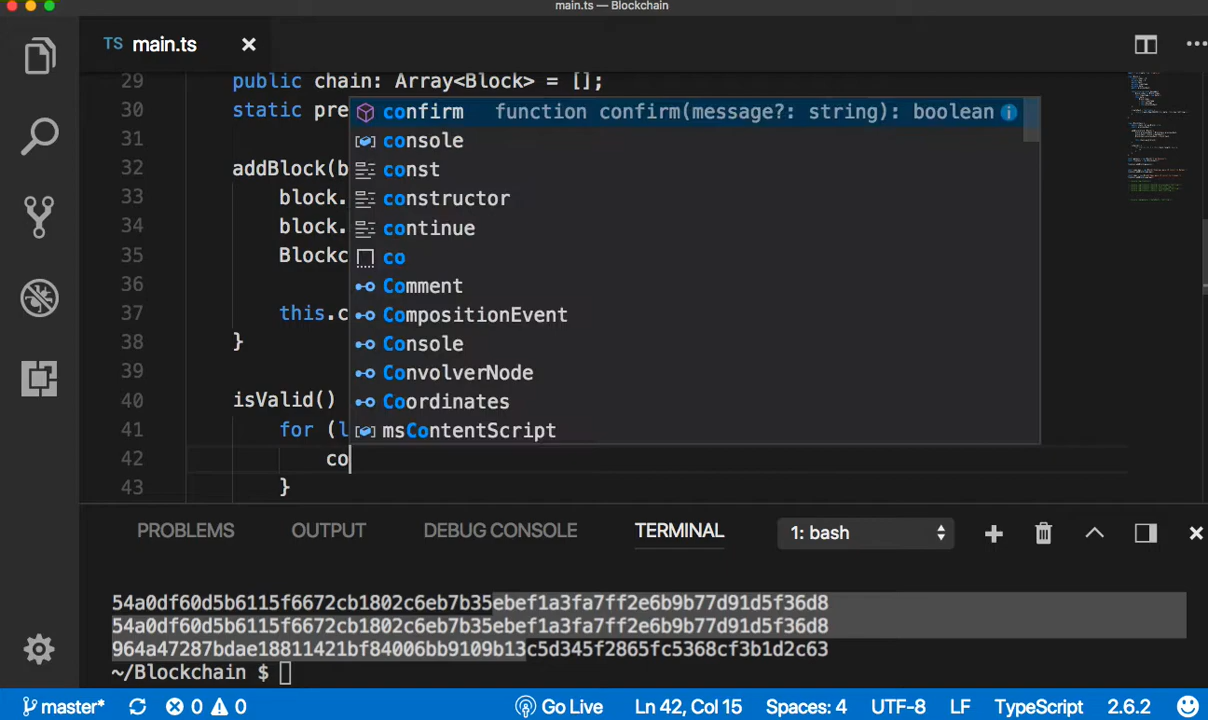 main.ts — Blockchain
TS main.ts
29 public chain: Array<Block> = [];
30 static pre
confirm function confirm(message?: string): boolean
console
31
const
32 addBlock(b
constructor
33 block.
continue
34 block.
co
35 Blockc
Comment
36
CompositionEvent
37 this.c
Console
38 }
ConvolverNode
39
Coordinates
40 isValid()
msContentScript
41 for (l
42 co
43 }
PROBLEMS OUTPUT DEBUG CONSOLE TERMINAL 1: bash
54a0df60d5b6115f6672cb1802c6eb7b35ebef1a3fa7ff2e6b9b77d91d5f36d8
54a0df60d5b6115f6672cb1802c6eb7b35ebef1a3fa7ff2e6b9b77d91d5f36d8
964a47287bdae18811421bf84006bb9109b13c5d345f2865fc5368cf3b1d2c63
~/Blockchain $
master* 0 0 Go Live Ln 42, Col 15 Spaces: 4 UTF-8 LF TypeScript 2.6.2